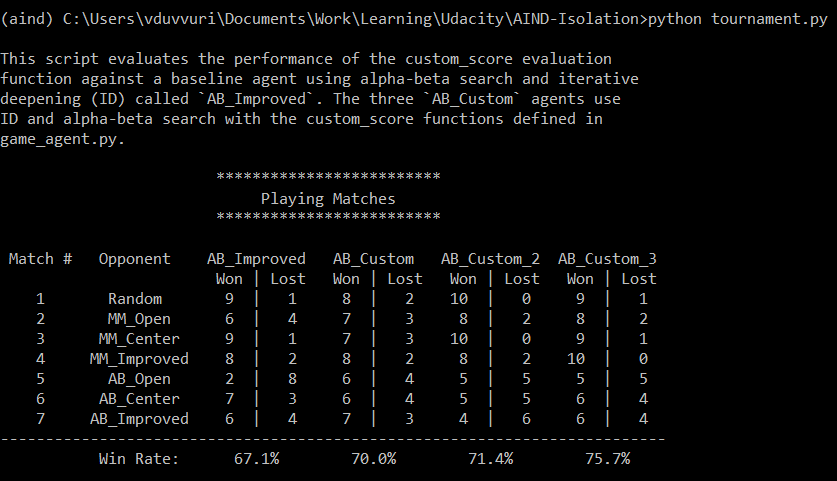 (aind) C:\Users\vduvvuri\Documents\Work\Learning\Udacity\AIND-Isolation>python tournament.py
This script evaluates the performance of the custom_score evaluation
function against a baseline agent using alpha-beta search and iterative
deepening (ID) called `AB_Improved`. The three `AB_Custom` agents use
ID and alpha-beta search with the custom_score functions defined in
game_agent.py.
*************************
Playing Matches
*************************
Match # Opponent AB_Improved AB_Custom AB_Custom_2 AB_Custom_3
Won | Lost Won | Lost Won | Lost Won | Lost
1 Random 9 | 1 8 | 2 10 | 0 9 | 1
2 MM_Open 6 | 4 7 | 3 8 | 2 8 | 2
3 MM_Center 9 | 1 7 | 3 10 | 0 9 | 1
4 MM_Improved 8 | 2 8 | 2 8 | 2 10 | 0
5 AB_Open 2 | 8 6 | 4 5 | 5 5 | 5
6 AB_Center 7 | 3 6 | 4 5 | 5 6 | 4
7 AB_Improved 6 | 4 7 | 3 4 | 6 6 | 4
--------------------------------------------------------------------------
Win Rate: 67.1% 70.0% 71.4% 75.7%